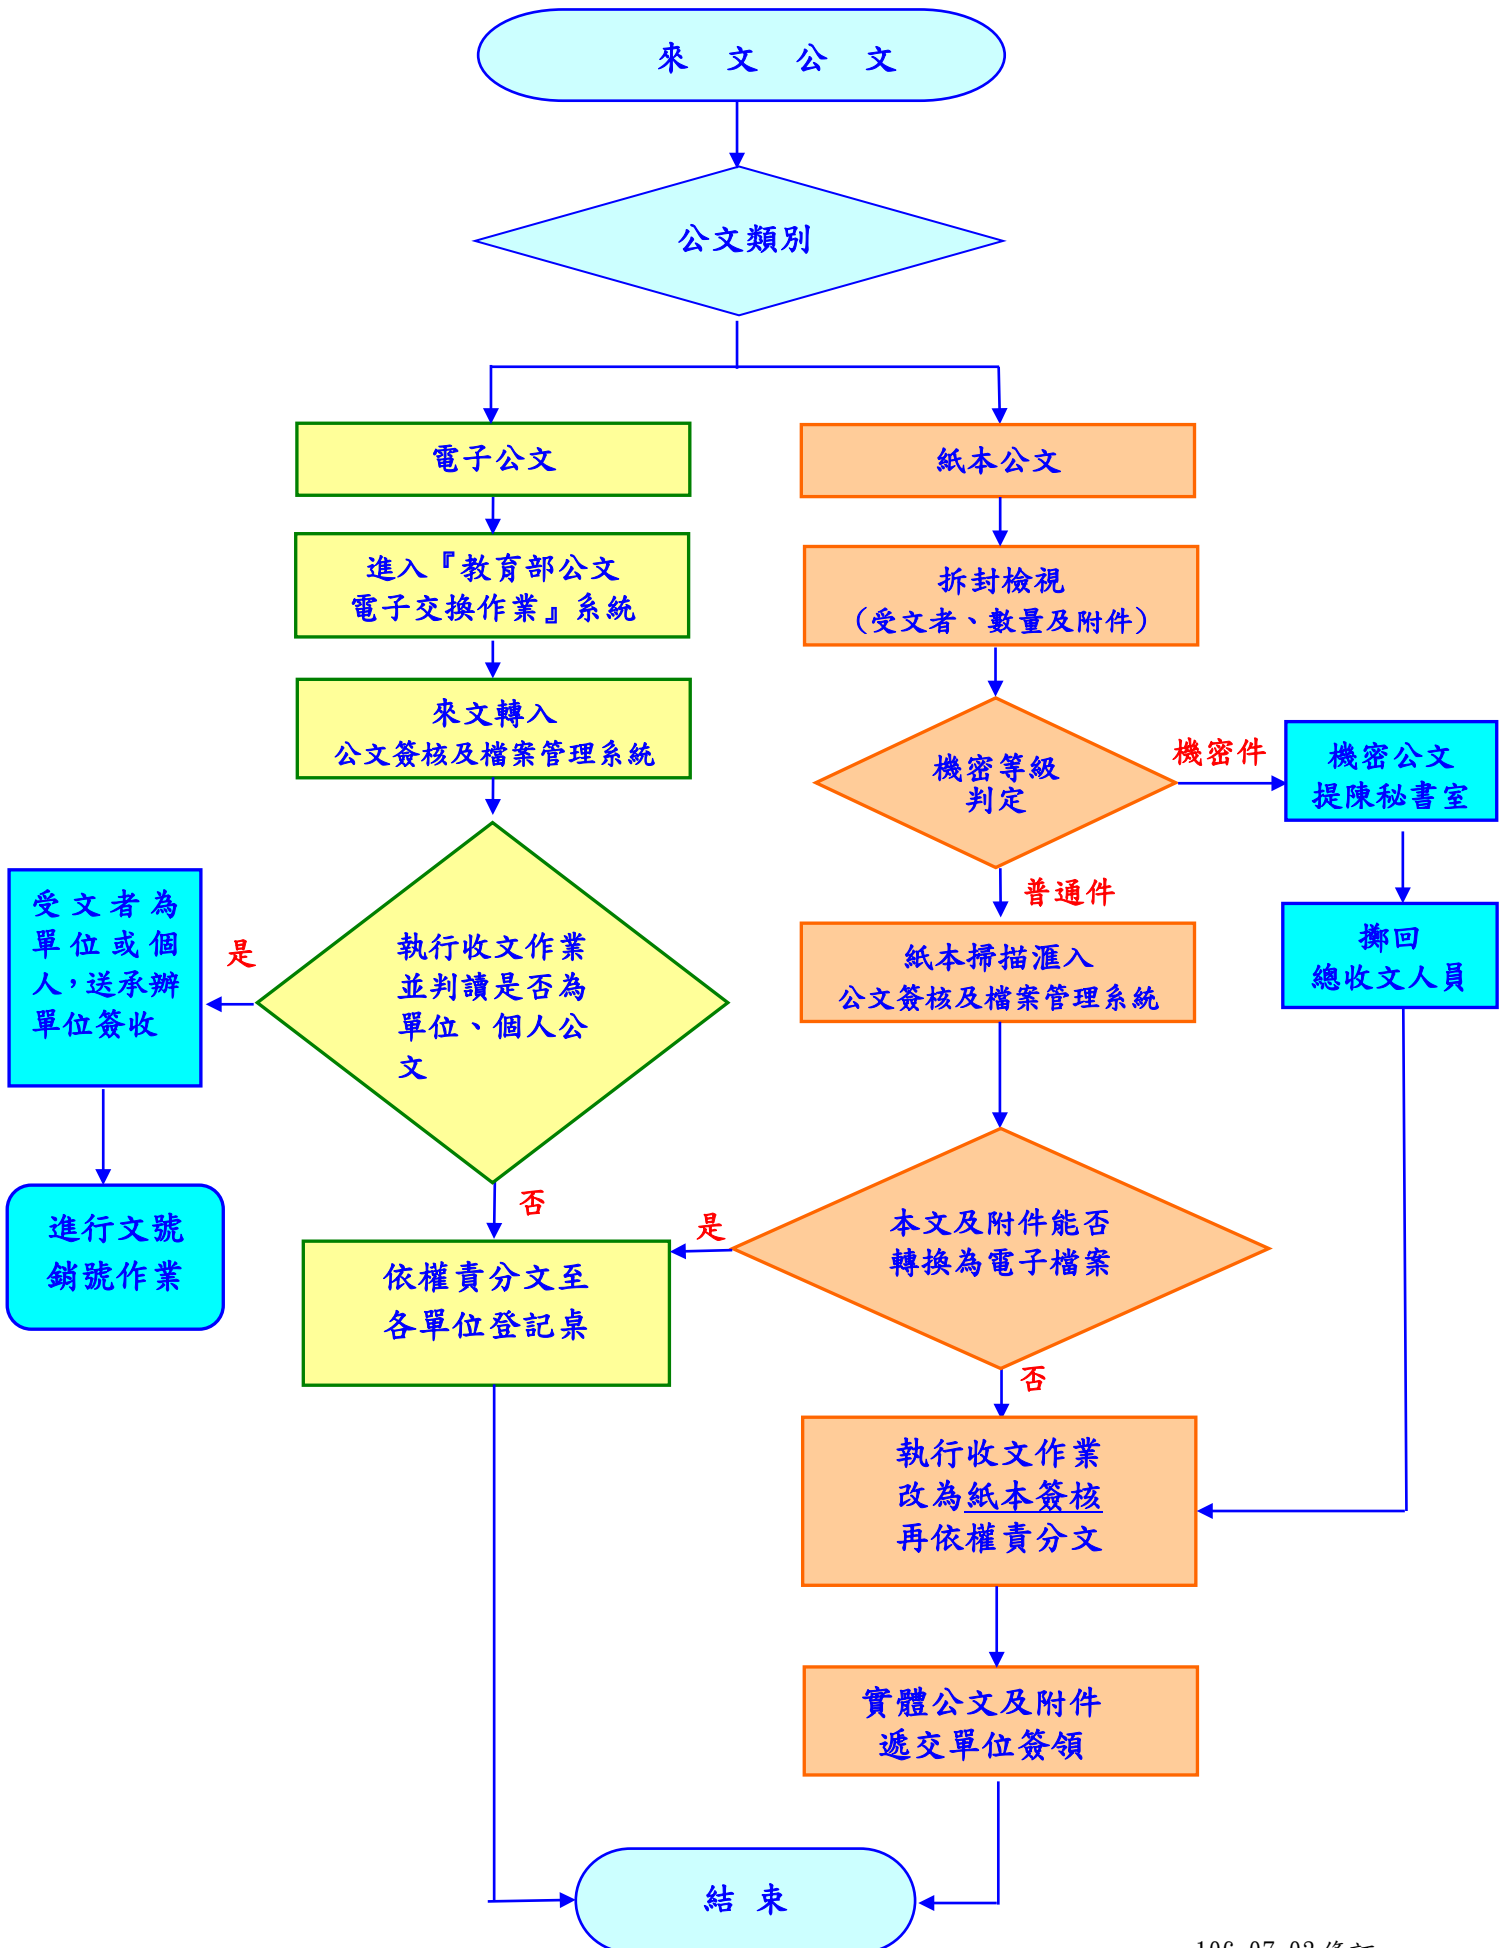 來 文 公 文
公文類別
電子公文
進入『教育部公文
電子交換作業』系統
來文轉入
公文簽核及檔案管理系統
執行收文作業
並判讀是否為
單位、個人公
文
是
受文者為
單位或個
人，送承辦
單位簽收
進行文號
銷號作業
否
依權責分文至
各單位登記桌
紙本公文
拆封檢視
(受文者、數量及附件)
機密等級
判定
機密件
機密公文
提陳秘書室
擲回
總收文人員
普通件
紙本掃描滙入
公文簽核及檔案管理系統
本文及附件能否
轉換為電子檔案
是
否
執行收文作業
改為紙本簽核
再依權責分文
實體公文及附件
遞交單位簽領
結 束